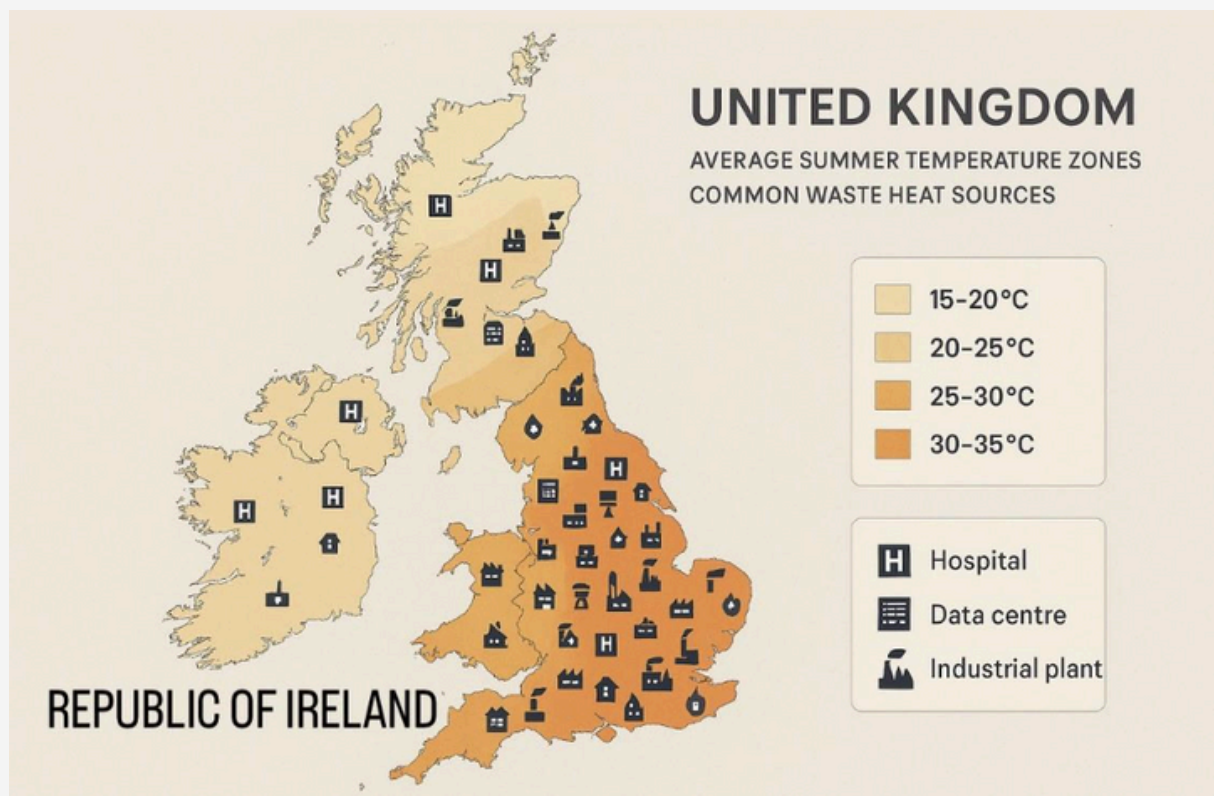 UNITED KINGDOM
AVERAGE SUMMER TEMPERATURE ZONES
COMMON WASTE HEAT SOURCES
15-20°C
20-25°C
25-30°C
30-35°C
H Hospital
Data centre
Industrial plant
H
H
H
H
H
H
H
REPUBLIC OF IRELAND